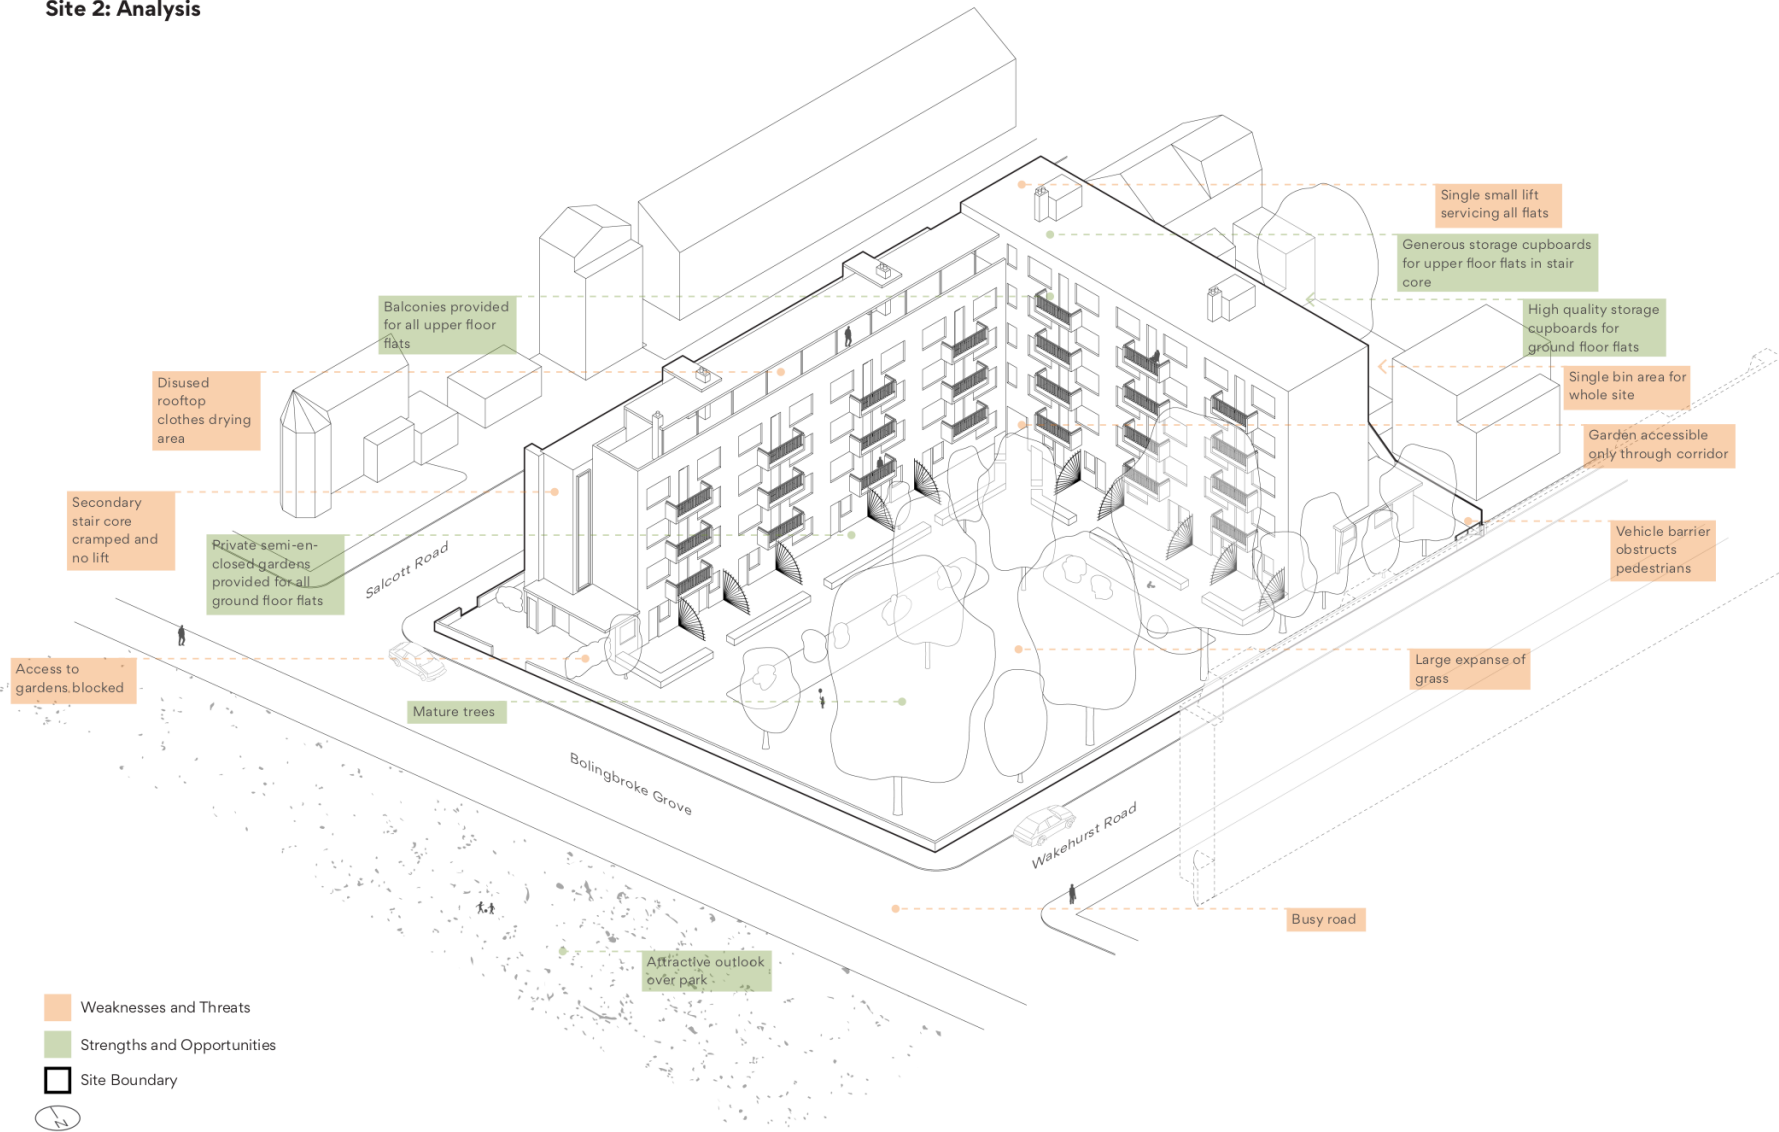 Site 2: Analysis
Single small lift
servicing all flats
Generous storage cupboards
for upper floor flats in stair
core
Balconies provided
for all upper floor
flats
High quality storage
cupboards for
ground floor flats
Disused
rooftop
clothes drying
area
Single bin area for
whole site
Garden accessible
only through corridor
Secondary
stair core
cramped and
no lift
Vehicle barrier
obstructs
pedestrians
Private semi-en-
closed gardens
provided for all
ground floor flats
Salcott Road
Access to
gardens blocked
Large expanse of
grass
Mature trees
Bolingbroke Grove
Wakehurst Road
Busy road
Attractive outlook
over park
Weaknesses and Threats
Strengths and Opportunities
Site Boundary
N